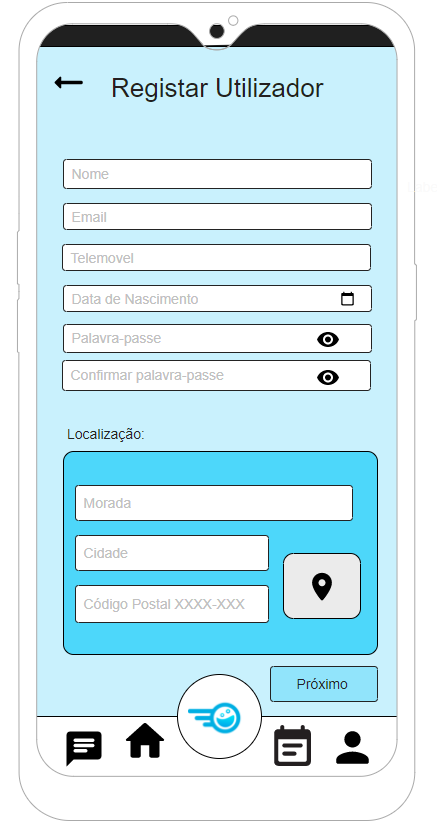 Registar Utilizador
Nome
Email
Telemovel
Data de Nascimento
Palavra-passe
Confirmar palavra-passe
Localização:
Morada
Cidade
Código Postal XXXX-XXX
Próximo